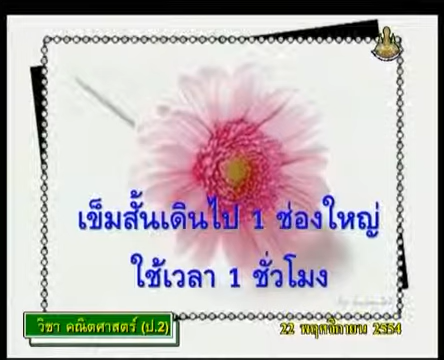 เข็มสั้นเดินไป 1 ช่องใหญ่
ใช้เวลา 1 ชั่วโมง
วิชา คณิตศาสตร์ (ป.2)
22 พฤศจิกายน 2554